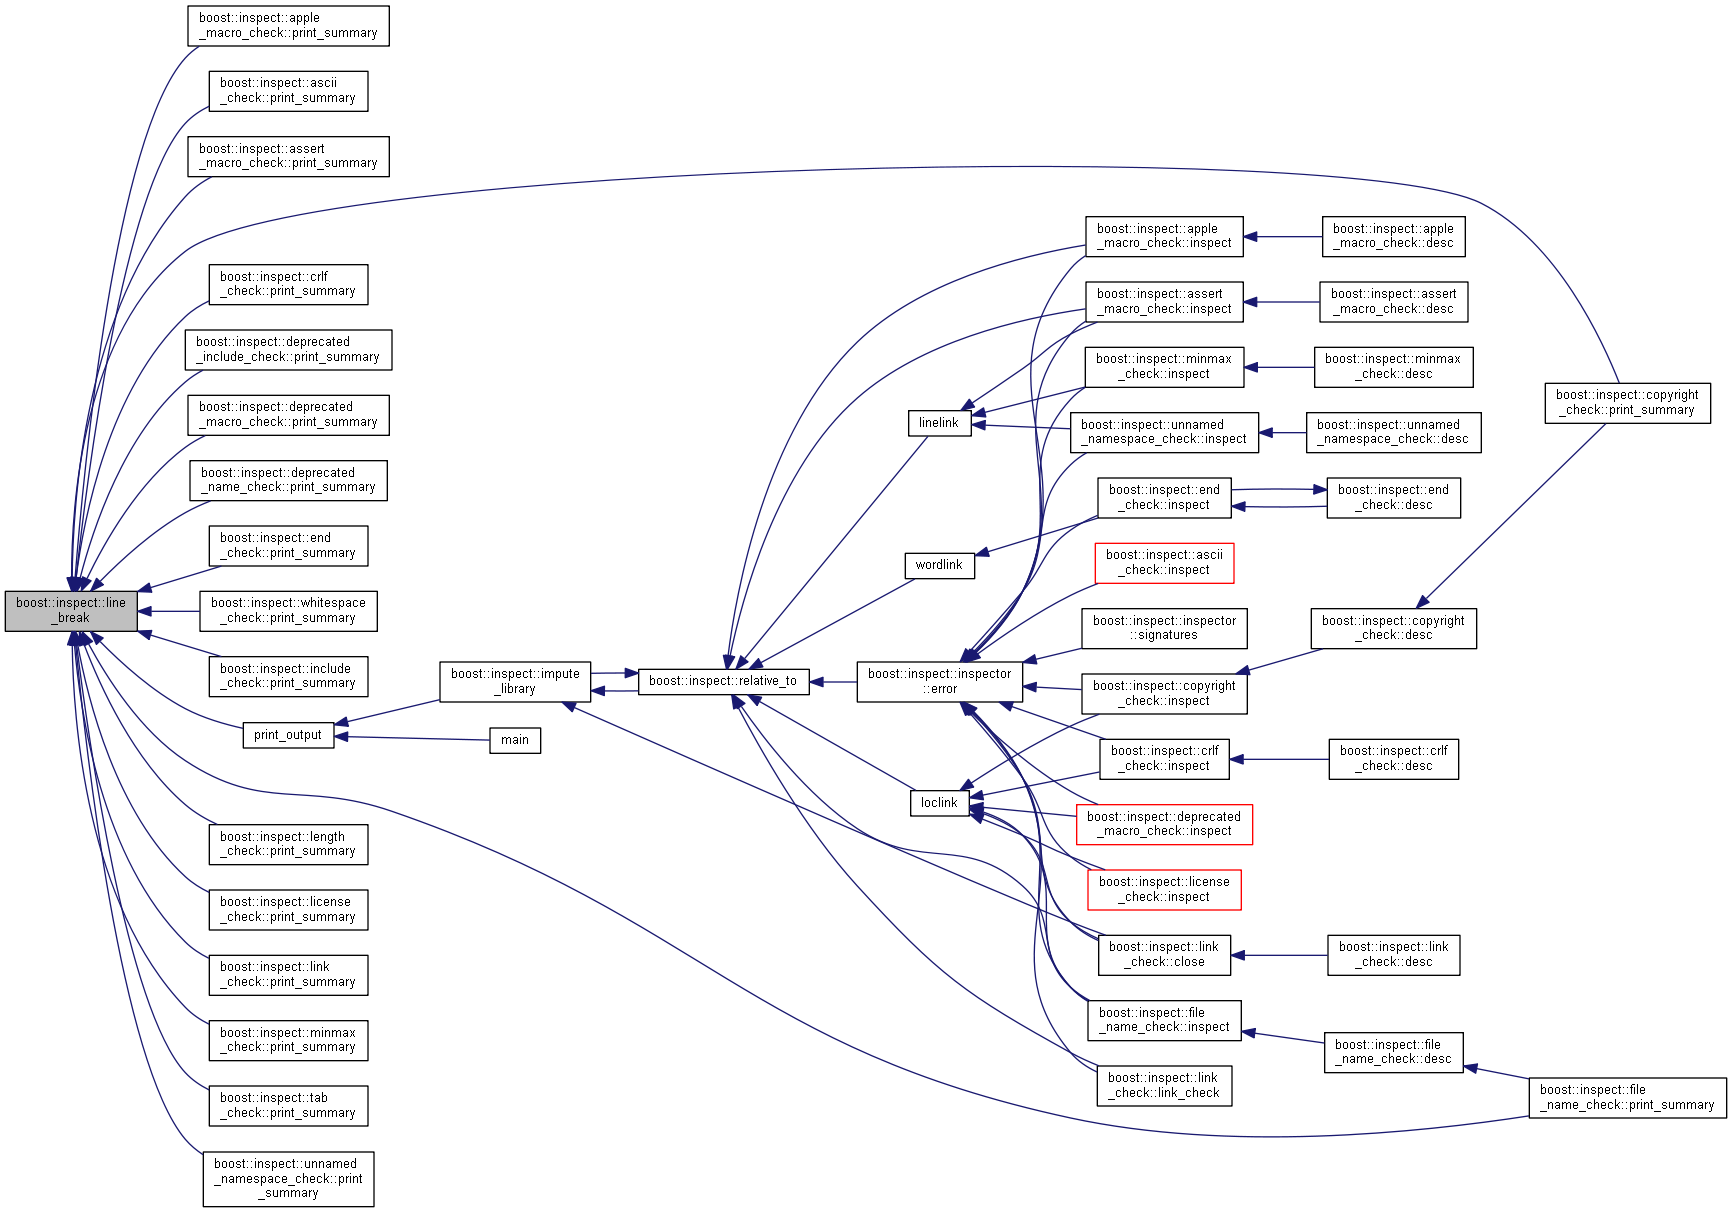 boost::inspect::apple
_macro_check::print_summary
boost::inspect::ascii
_check::print_summary
boost::inspect::assert
_macro_check::print_summary
boost::inspect::crlf
_check::print_summary
boost::inspect::deprecated
_include_check::print_summary
boost::inspect::deprecated
_macro_check::print_summary
boost::inspect::deprecated
_name_check::print_summary
boost::inspect::end
_check::print_summary
boost::inspect::line
_break
boost::inspect::whitespace
_check::print_summary
boost::inspect::include
_check::print_summary
print_output
boost::inspect::length
_check::print_summary
boost::inspect::license
_check::print_summary
boost::inspect::link
_check::print_summary
boost::inspect::minmax
_check::print_summary
boost::inspect::tab
_check::print_summary
boost::inspect::unnamed
_namespace_check::print
_summary
boost::inspect::impute
_library
main
boost::inspect::relative_to
linelink
wordlink
boost::inspect::inspector
::error
loclink
boost::inspect::apple
_macro_check::inspect
boost::inspect::assert
_macro_check::inspect
boost::inspect::minmax
_check::inspect
boost::inspect::unnamed
_namespace_check::inspect
boost::inspect::end
_check::inspect
boost::inspect::ascii
_check::inspect
boost::inspect::inspector
::signatures
boost::inspect::copyright
_check::inspect
boost::inspect::crlf
_check::inspect
boost::inspect::deprecated
_macro_check::inspect
boost::inspect::license
_check::inspect
boost::inspect::link
_check::close
boost::inspect::file
_name_check::inspect
boost::inspect::link
_check::link_check
boost::inspect::apple
_macro_check::desc
boost::inspect::assert
_macro_check::desc
boost::inspect::minmax
_check::desc
boost::inspect::unnamed
_namespace_check::desc
boost::inspect::end
_check::desc
boost::inspect::copyright
_check::desc
boost::inspect::crlf
_check::desc
boost::inspect::link
_check::desc
boost::inspect::file
_name_check::desc
boost::inspect::copyright
_check::print_summary
boost::inspect::file
_name_check::print_summary